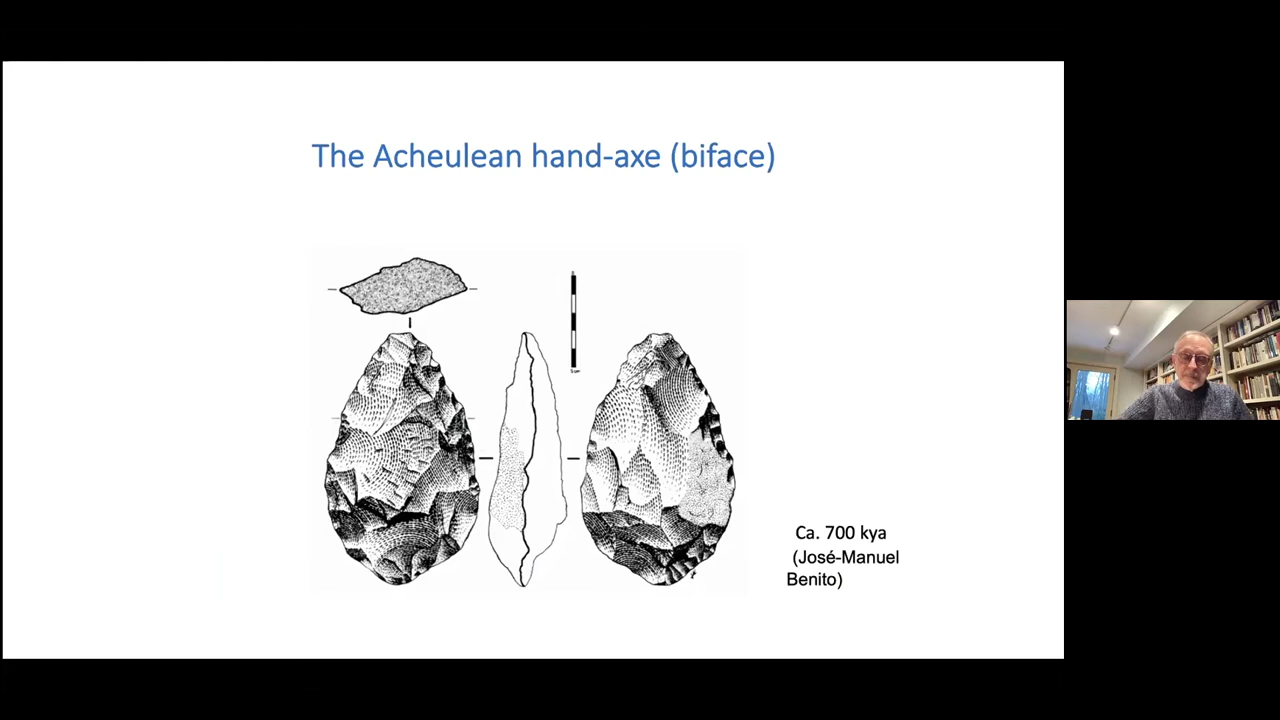 The Acheulean hand-axe (biface)
Ca. 700 kya
(José-Manuel
Benito)